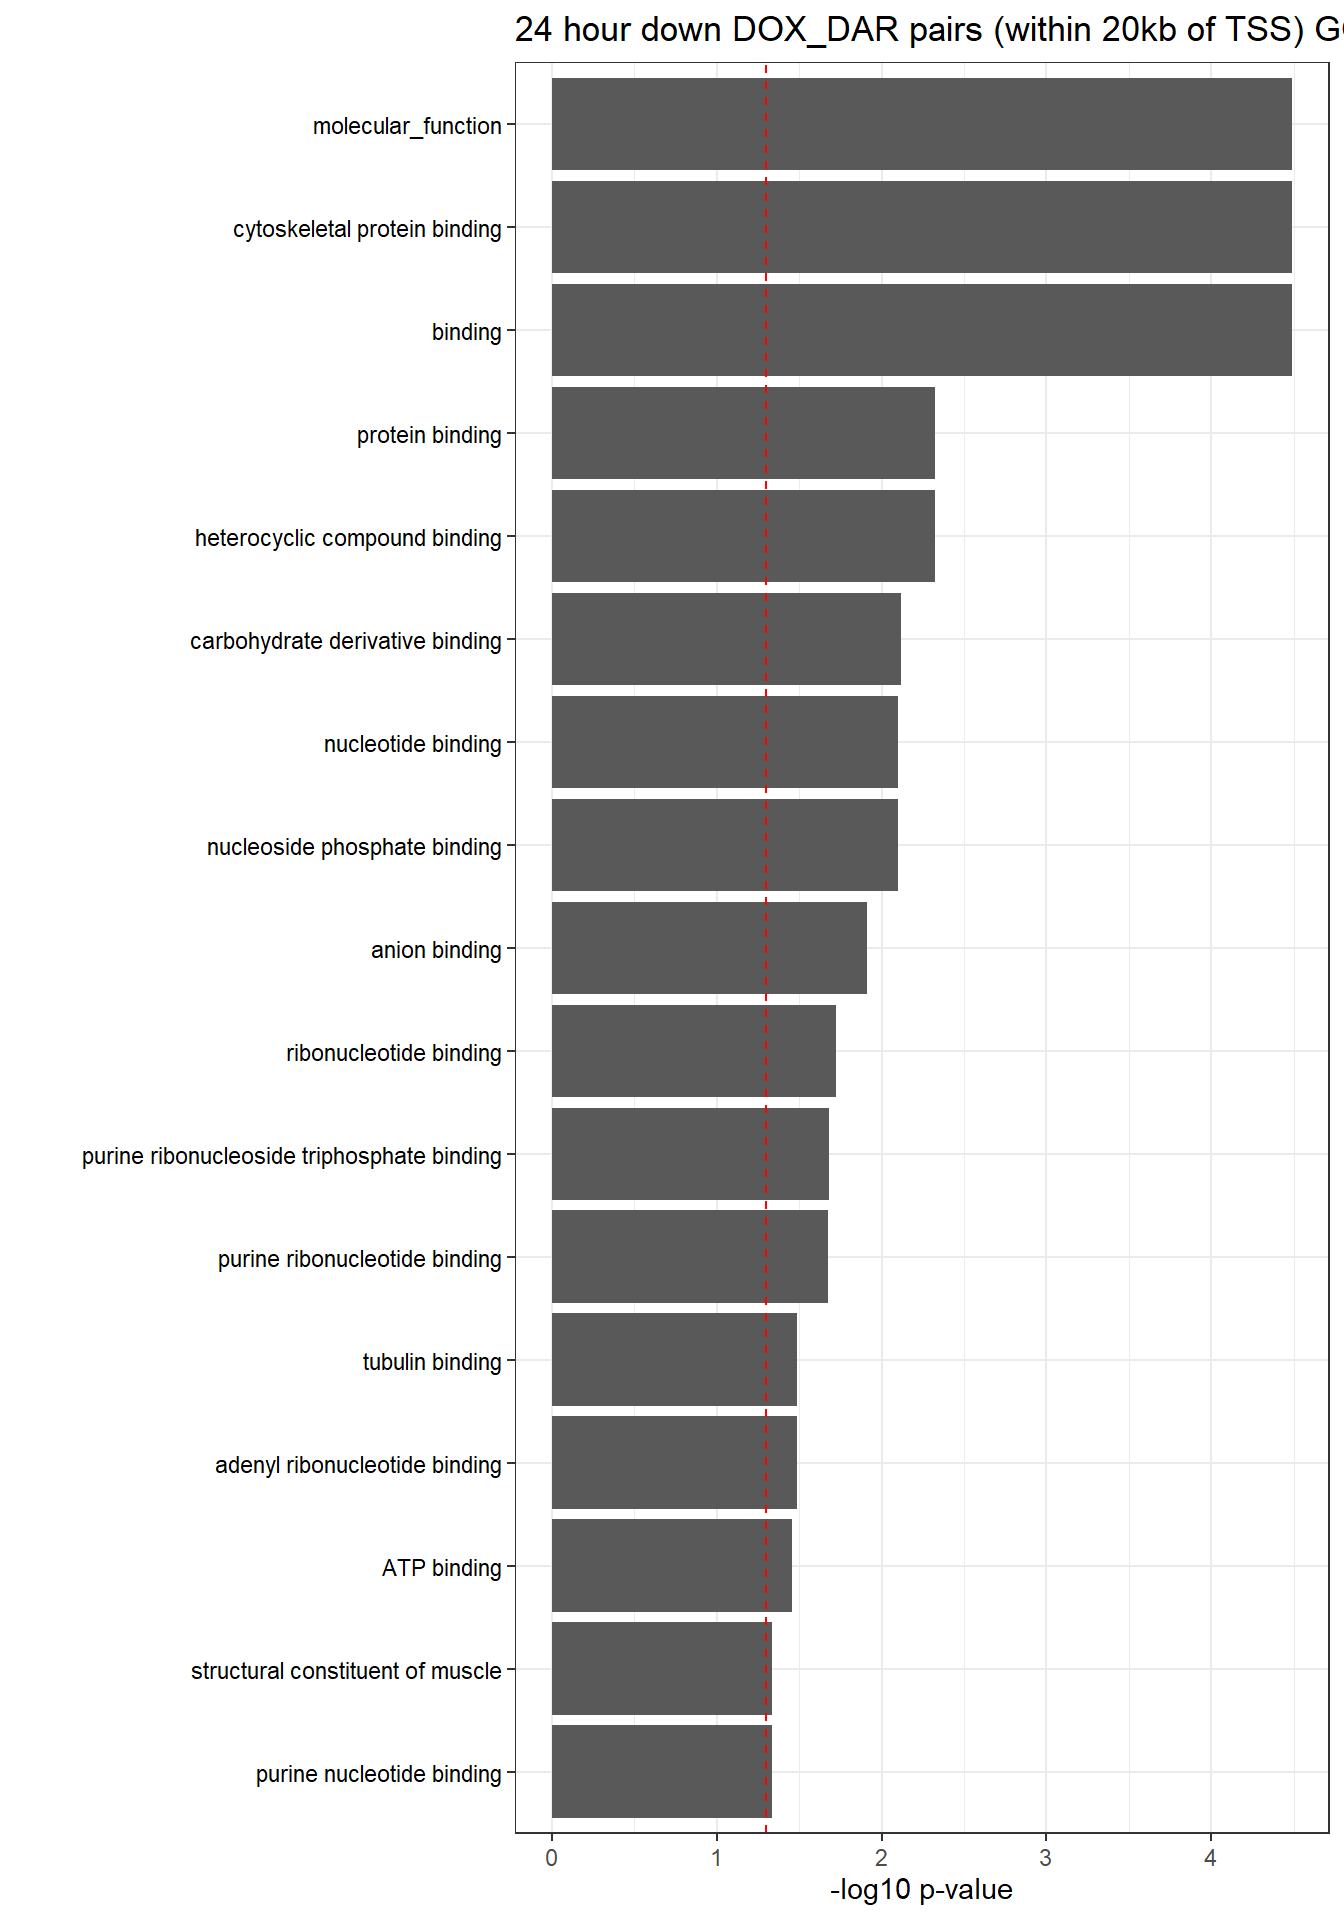 24 hour down DOX_DAR pairs (within 20kb of TSS) G
molecular_function
cytoskeletal protein binding
binding
protein binding
heterocyclic compound binding
carbohydrate derivative binding
nucleotide binding
nucleoside phosphate binding
anion binding
ribonucleotide binding
purine ribonucleoside triphosphate binding
purine ribonucleotide binding
tubulin binding
adenyl ribonucleotide binding
ATP binding
structural constituent of muscle
purine nucleotide binding
0 1 2 3 4
-log10 p-value